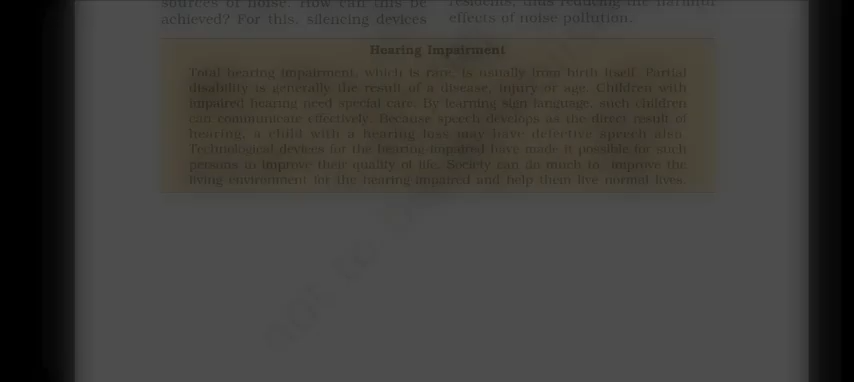 sources of noise. How can this be
achieved? For this, silencing devices
residents, thus reducing the harmful
effects of noise pollution.
Hearing Impairment
Total hearing impairment, which is rare, is usually from birth itself. Partial
disability is generally the result of a disease, injury or age. Children with
impaired hearing need special care. By learning sign language, such children
can communicate effectively. Because speech develops as the direct result of
hearing, a child with a hearing loss may have defective speech also.
Technological devices for the hearing impaired have made it possible for such
persons to improve their quality of life. Society can do much to improve the
living environment for the hearing impaired and help them live normal lives.